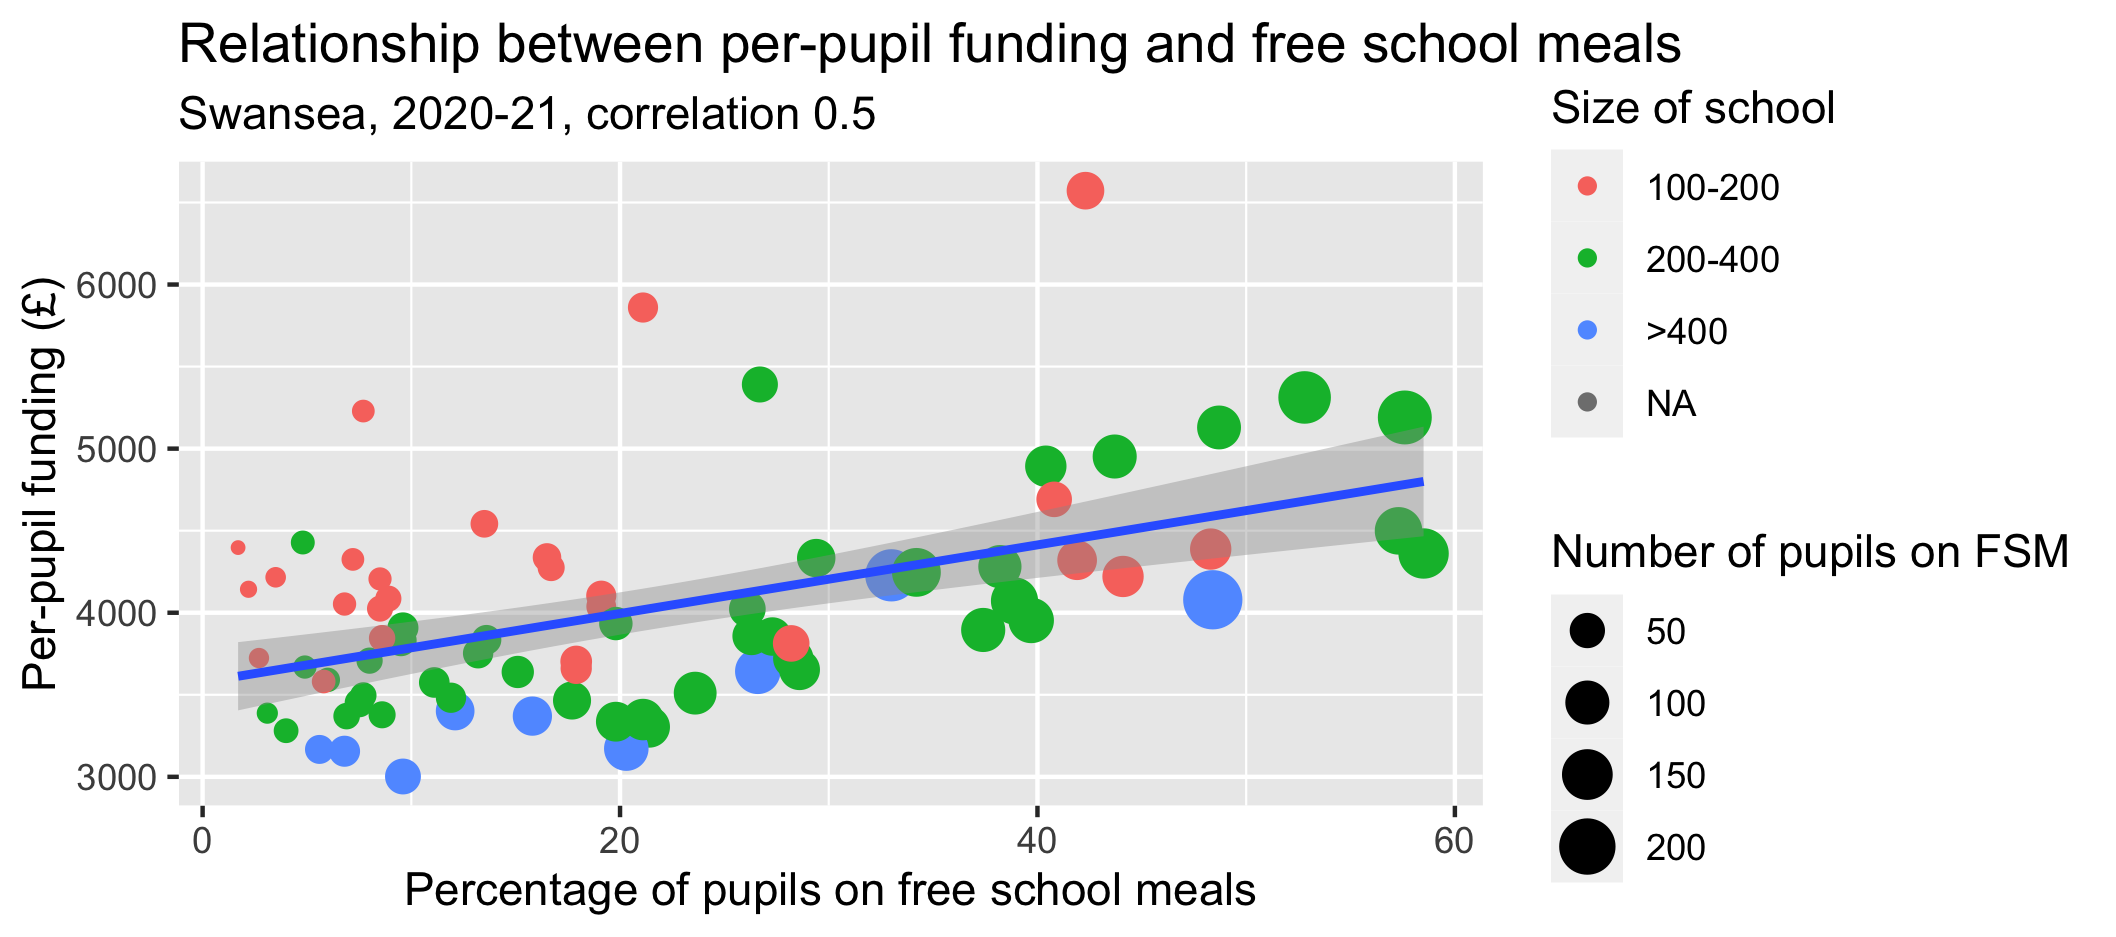 Relationship between per-pupil funding and free school meals
Swansea, 2020-21, correlation 0.5
Per-pupil funding (£)
6000
5000
4000
3000
0
20
40
60
Percentage of pupils on free school meals
Size of school
100-200
200-400
>400
NA
Number of pupils on FSM
50
100
150
200